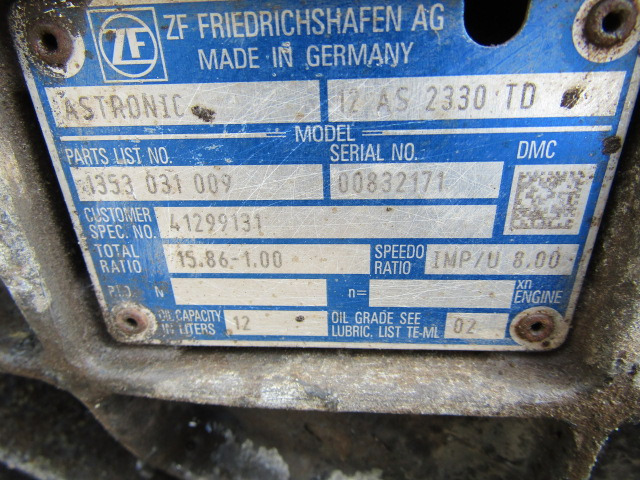 ZF ZF FRIEDRICHSHAFEN AG
MADE IN GERMANY
ASTRONIC 12 AS 2330 TD
MODEL
PARTS LIST NO. SERIAL NO. DMC
1353 031 009 00832171
CUSTOMER
SPEC. NO. 41299131
TOTAL
RATIO 15.86-1.00 SPEEDO
RATIO IMP/U 8.00
N n= xn
ENGINE
OIL CAPACITY
IN LITERS 12 OIL GRADE SEE
LUBRIC. LIST TE-ML 02